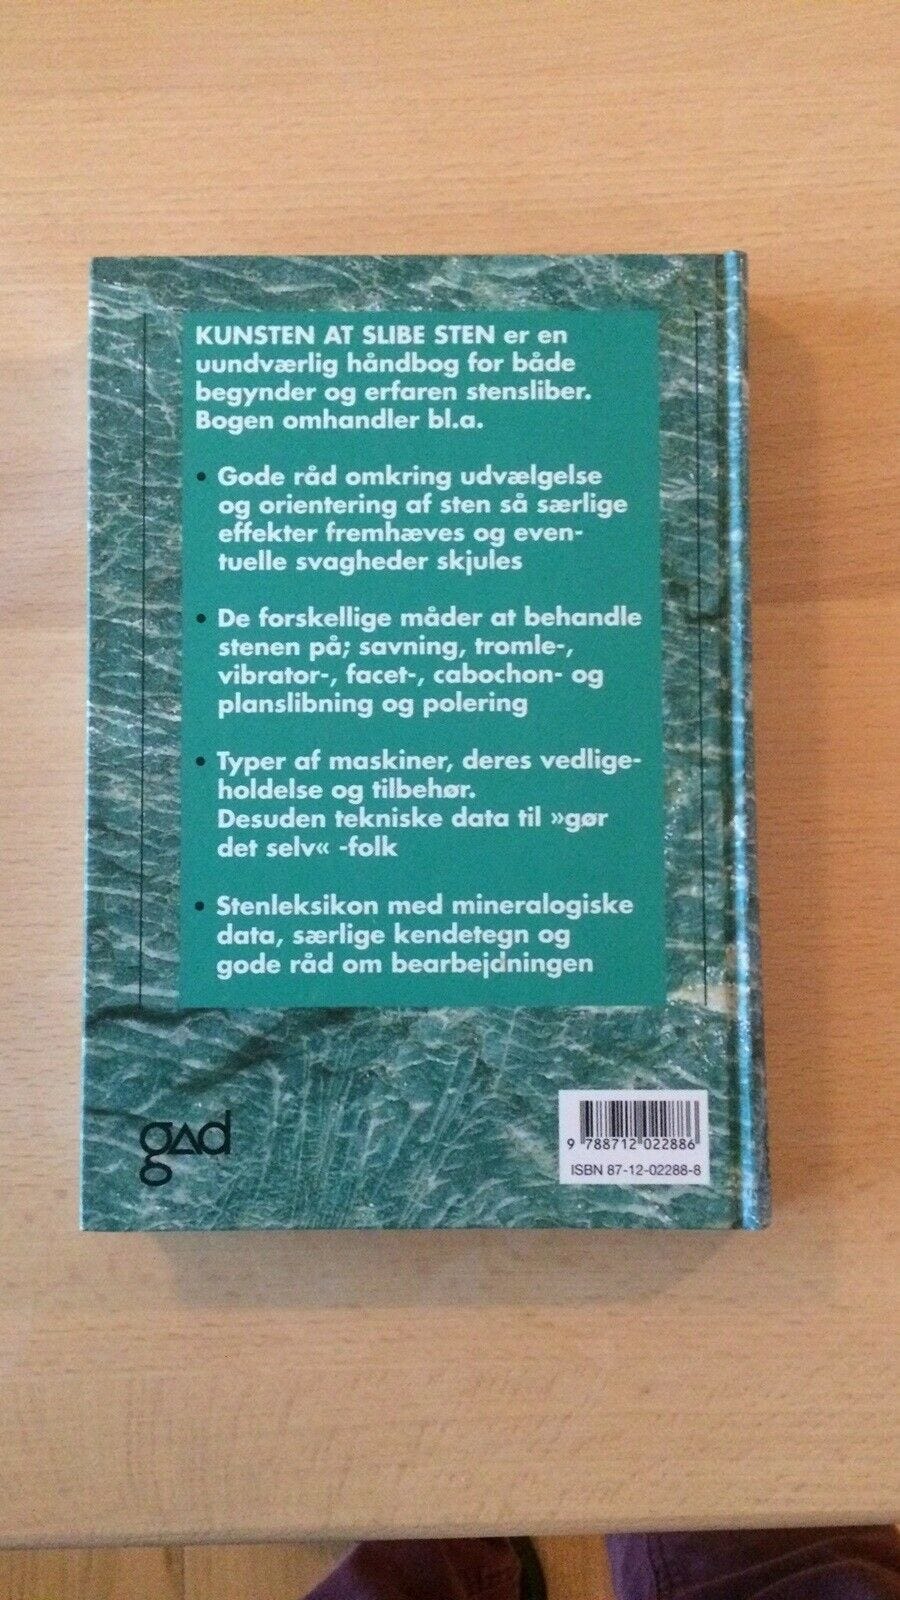 KUNSTEN AT SLIBE STEN er en
uundværlig håndbog for både
begynder og erfaren stensliber.
Bogen omhandler bl.a.
• Gode råd omkring udvælgelse
og orientering af sten så særlige
effekter fremhæves og even-
tuelle svagheder skjules
• De forskellige måder at behandle
stenen på; savning, tromle-,
vibrator-, facet-, cabochon- og
planslibning og polering
• Typer af maskiner, deres vedlige-
holdelse og tilbehør.
Desuden tekniske data til »gør
det selv« -folk
• Stenleksikon med mineralogiske
data, særlige kendetegn og
gode råd om bearbejdningen
gad
9 788712 022886
ISBN 87-12-02288-8